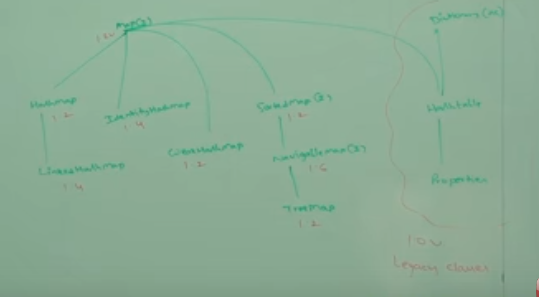 Map(I)
1.2V
Dictionary(AC)
Hashmap
1.2
IdentityHashmap
1.4
WeakHashmap
1.2
Sortedmap(I)
1.2
Hashtable
LinkedHashmap
1.4
Navigablemap(I)
1.6
Properties
Treemap
1.2
1.0V
Legacy classes